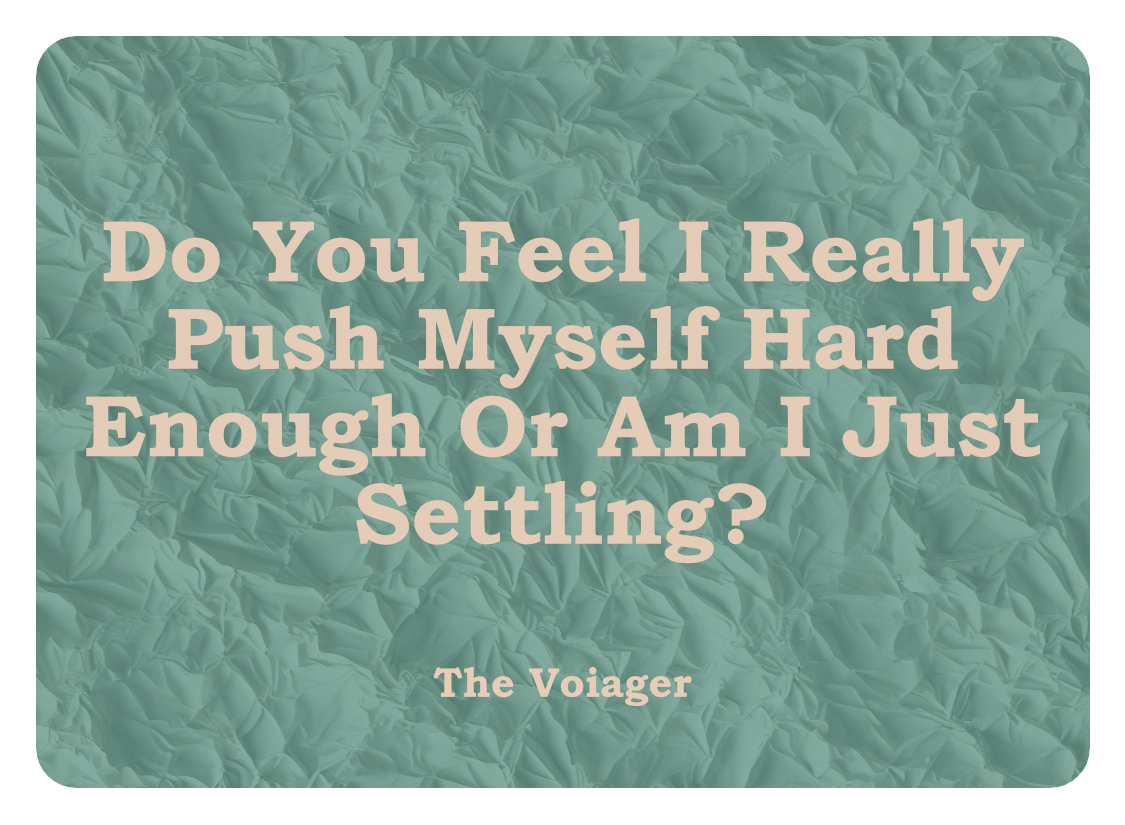 Do You Feel I Really
Push Myself Hard
Enough Or Am I Just
Settling?
The Voiager